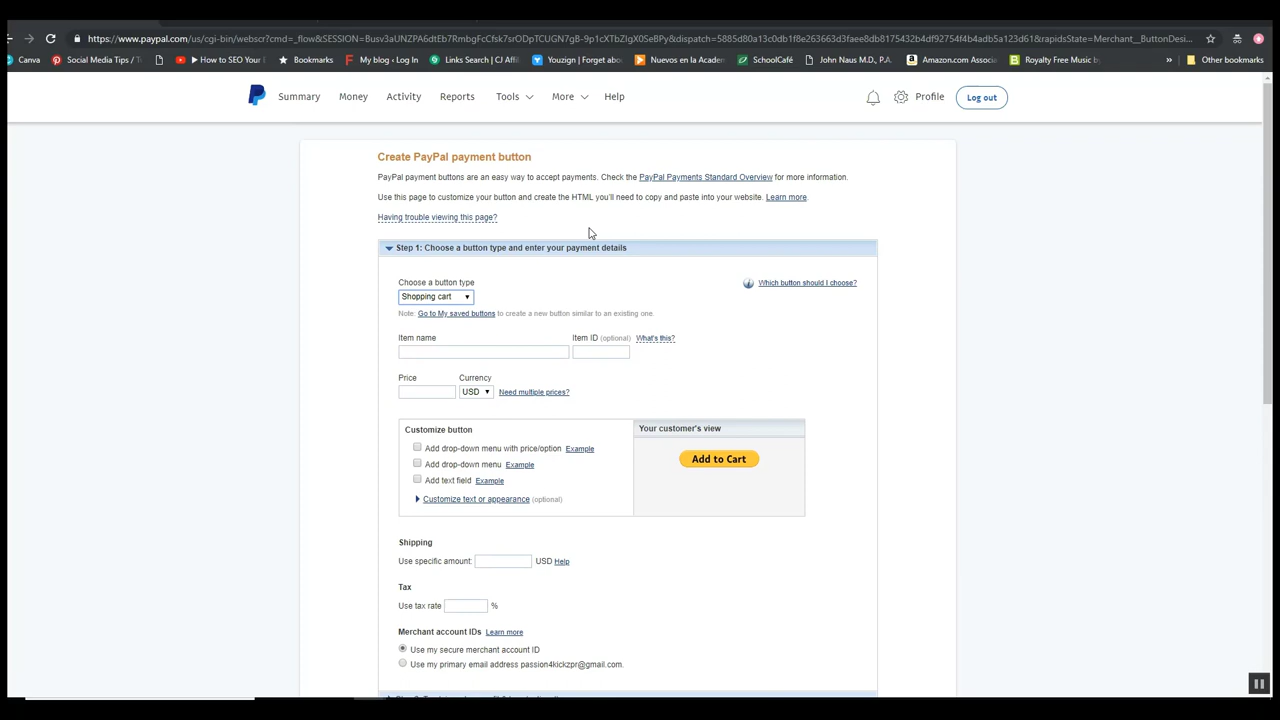 https://www.paypal.com/us/cgi-bin/webscr?cmd=_flow&SESSION=
Canva
Social Media Tips / T
How to SEO Your
Bookmarks
My blog ‹ Log In
Links Search | CJ Affi
Youzign | Forget abo
Nuevos en la Academ
SchoolCafé
John Naus M.D., P.A.
Amazon.com Associa
Royalty Free Music b
»
Other bookmarks
Summary
Money
Activity
Reports
Tools
More
Help
Profile
Log out
Create PayPal payment button
PayPal payment buttons are an easy way to accept payments. Check the PayPal Payments Standard Overview for more information.
Use this page to customize your button and create the HTML you'll need to copy and paste into your website. Learn more.
Having trouble viewing this page?
Step 1: Choose a button type and enter your payment details
Choose a button type
Shopping cart
Which button should I choose?
Note: Go to My saved buttons to create a new button similar to an existing one.
Item name
Item ID (optional) What's this?
Price
Currency
USD
Need multiple prices?
Customize button
Your customer's view
Add drop-down menu with price/option Example
Add to Cart
Add drop-down menu Example
Add text field Example
Customize text or appearance (optional)
Shipping
Use specific amount: USD Help
Tax
Use tax rate %
Merchant account IDs Learn more
Use my secure merchant account ID
Use my primary email address passion4kickzpr@gmail.com.